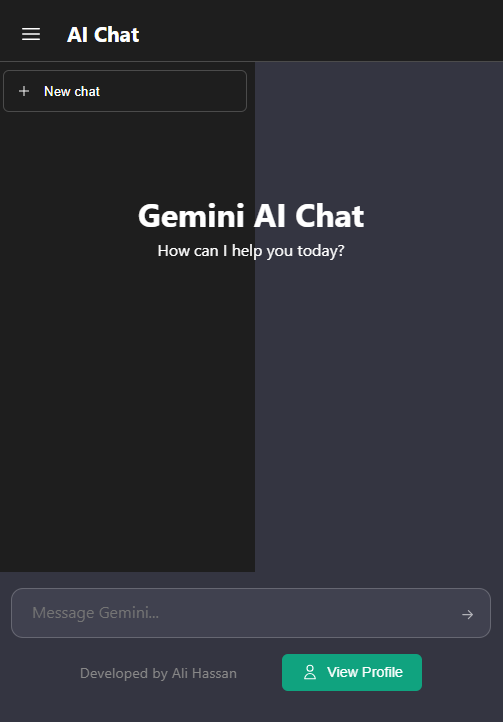 AI Chat
New chat
Gemini AI Chat
How can I help you today?
Message Gemini...
Developed by Ali Hassan
View Profile